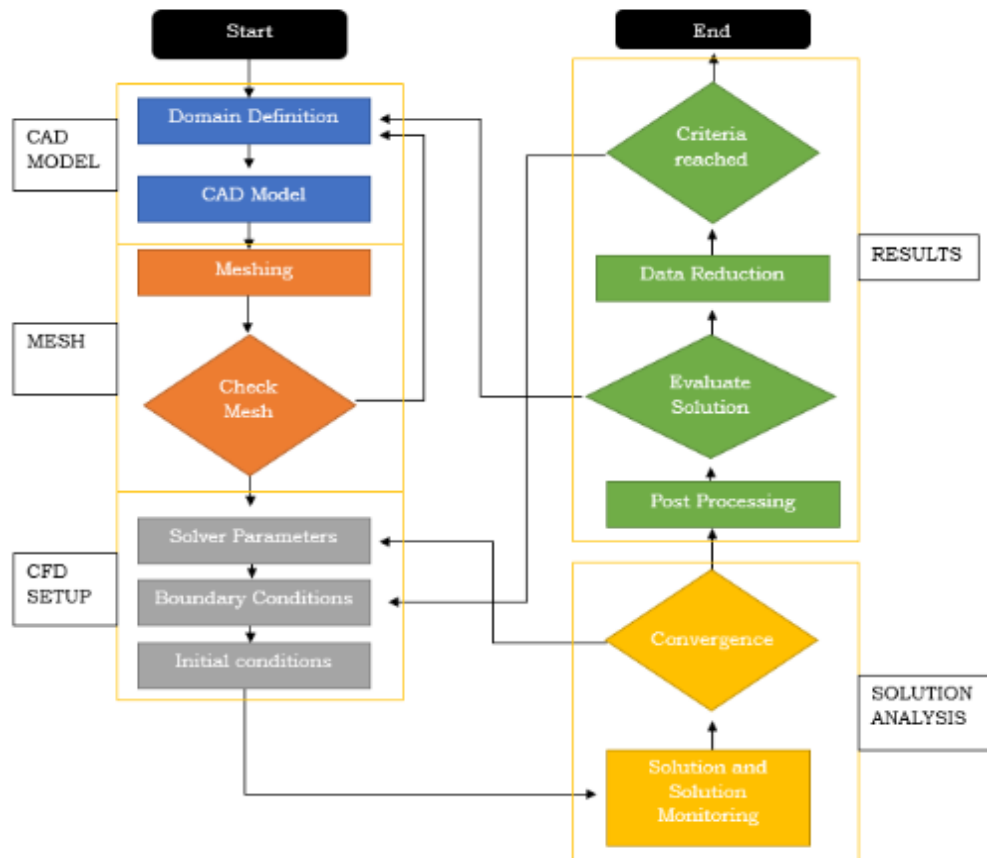 Start
End
CAD
MODEL
Domain Definition
CAD Model
MESH
Meshing
Check
Mesh
CFD
SETUP
Solver Parameters
Boundary Conditions
Initial conditions
Criteria
reached
Data Reduction
RESULTS
Evaluate
Solution
Post Processing
Convergence
SOLUTION
ANALYSIS
Solution and
Solution
Monitoring